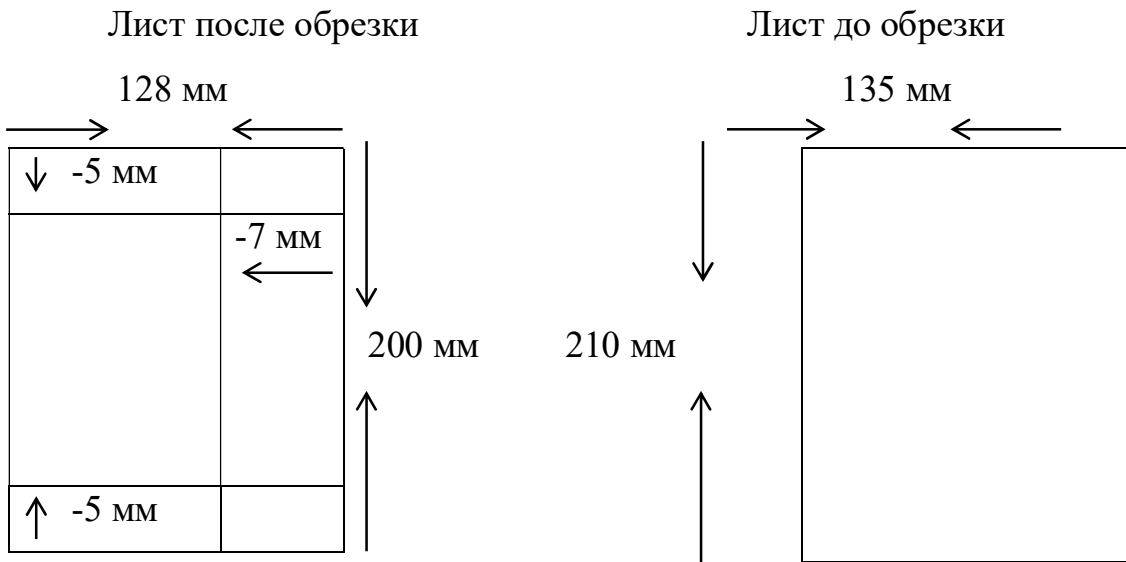 Лист после обрезки
Лист до обрезки
128 мм
135 мм
-5 мм
-7 мм
200 мм
210 мм
-5 мм